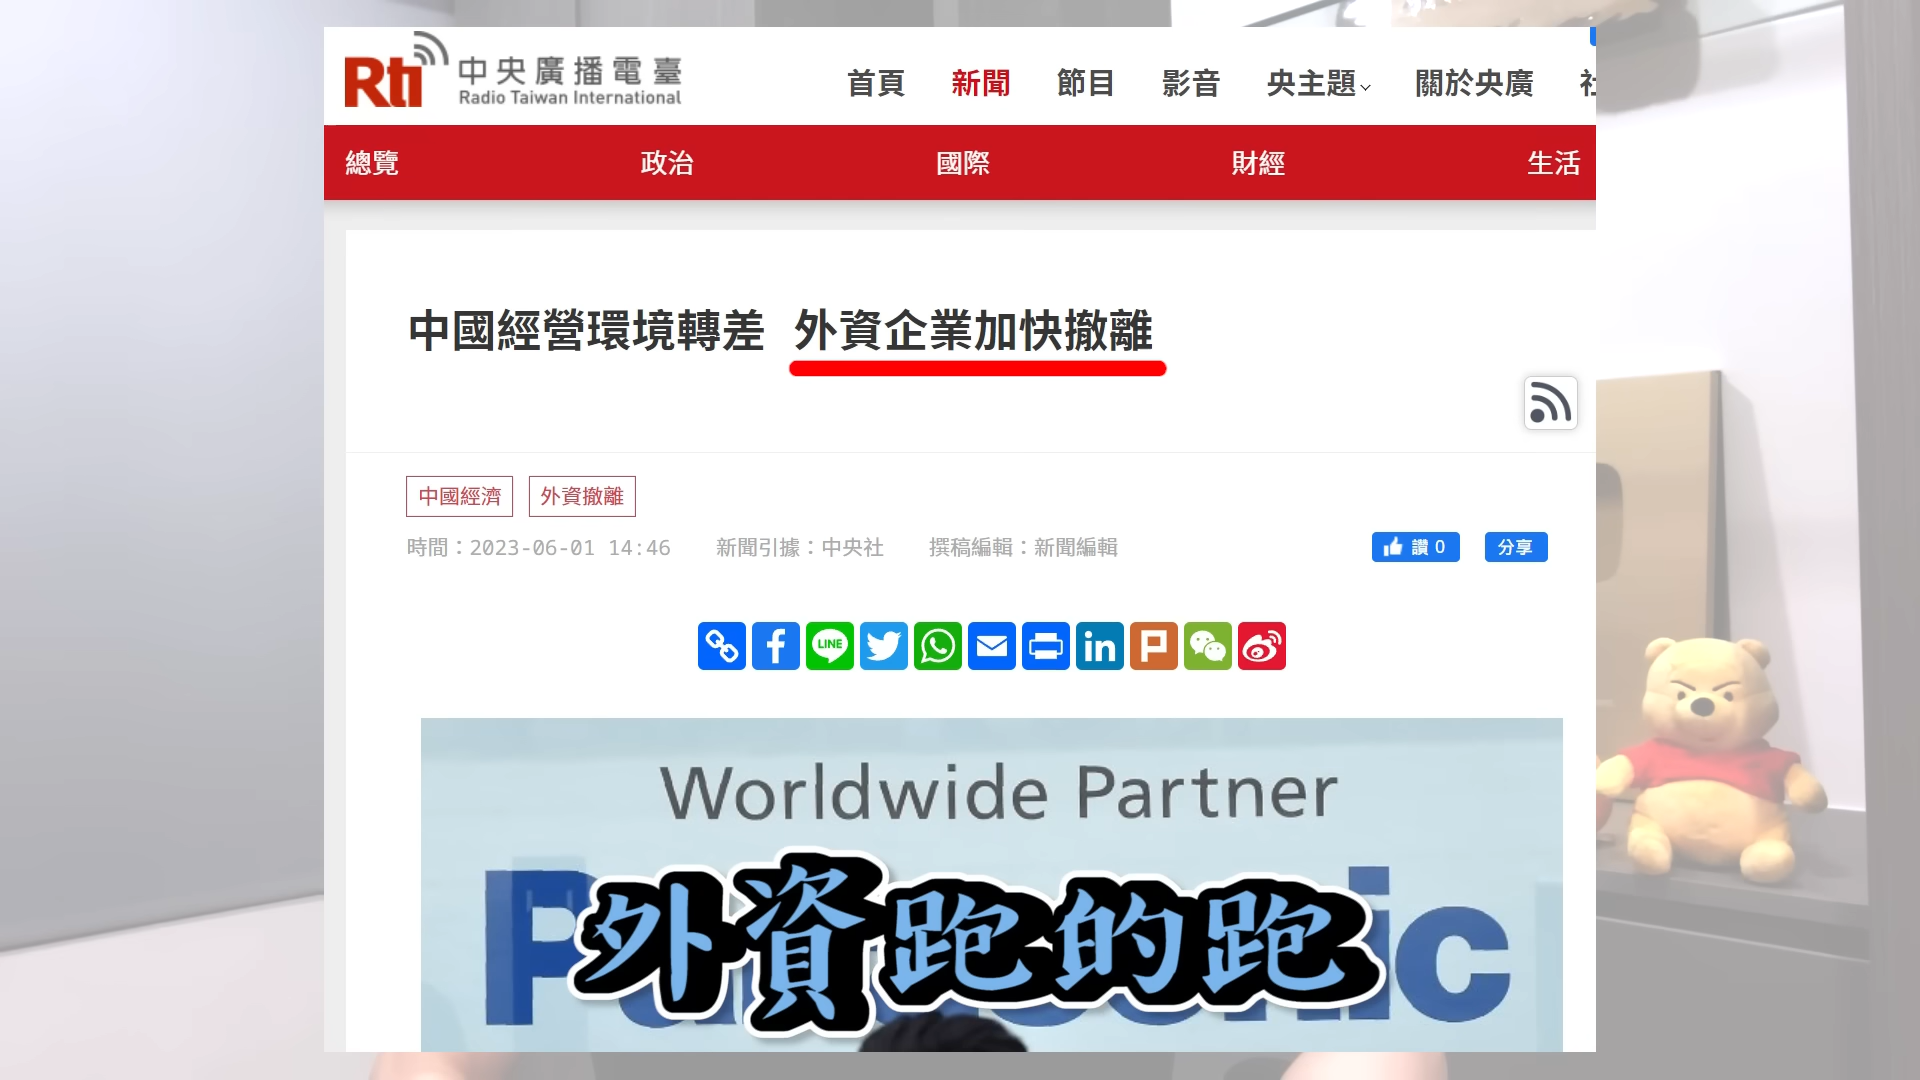 Rti 中央廣播電臺
Radio Taiwan International
首頁 新聞 節目 影音 央主題 關於央廣
總覽 政治 國際 財經 生活
中國經營環境轉差 外資企業加快撤離
中國經濟 外資撤離
時間：2023-06-01 14:46 新聞引據：中央社 撰稿編輯：新聞編輯
讚 0 分享
LINE
Worldwide Partner
外資跑的跑